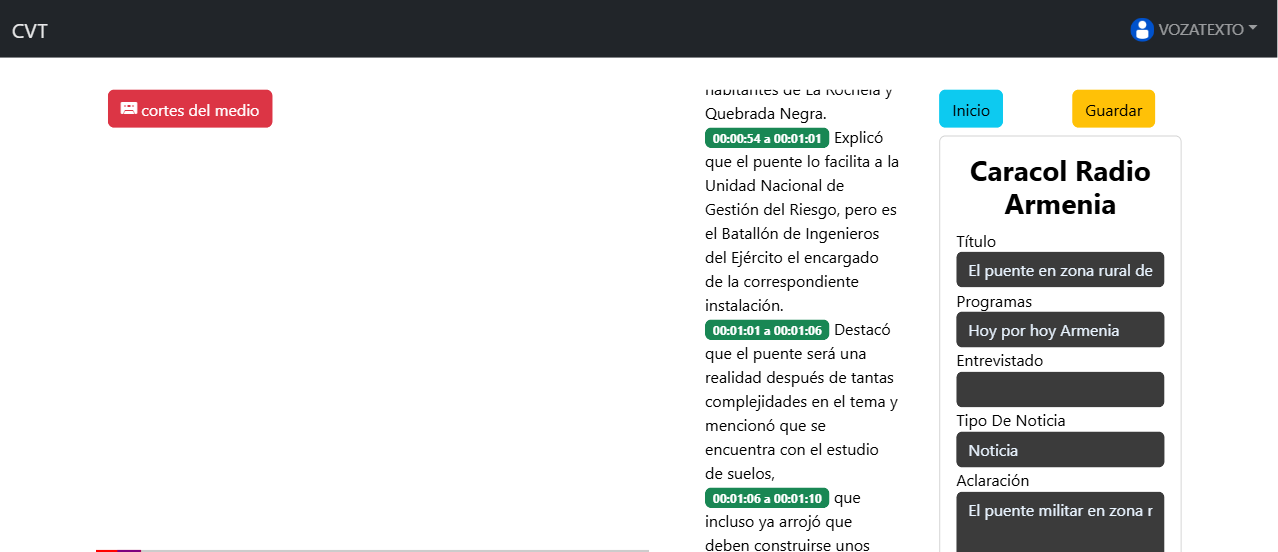 CVT
VOZATEXTO
cortes del medio
habitantes de La Rochela y
Quebrada Negra.
00:00:54 a 00:01:01 Explicó
que el puente lo facilita a la
Unidad Nacional de
Gestión del Riesgo, pero es
el Batallón de Ingenieros
del Ejército el encargado
de la correspondiente
instalación.
00:01:01 a 00:01:06 Destacó
que el puente será una
realidad después de tantas
complejidades en el tema y
mencionó que se
encuentra con el estudio
de suelos,
00:01:06 a 00:01:10 que
incluso ya arrojó que
deben construirse unos
Inicio
Guardar
Caracol Radio
Armenia
Título
El puente en zona rural de
Programas
Hoy por hoy Armenia
Entrevistado
Tipo De Noticia
Noticia
Aclaración
El puente militar en zona r